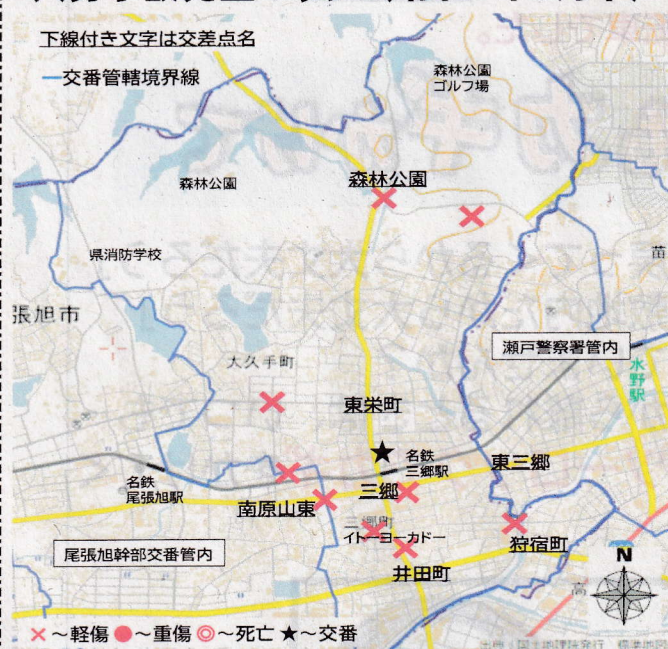 下線付き文字は交差点名
交番管轄境界線
森林公園
ゴルフ場
森林公園
森林公園
県消防学校
張旭市
瀬戸警察署管内
大久手町
水野駅
東栄町
名鉄
三郷駅
東三郷
名鉄
尾張旭駅
三郷
南原山東
三郷町
イトーヨーカドー
狩宿町
尾張旭幹部交番管内
井田町
N
×～軽傷 ●～重傷 ◎～死亡 ★～交番